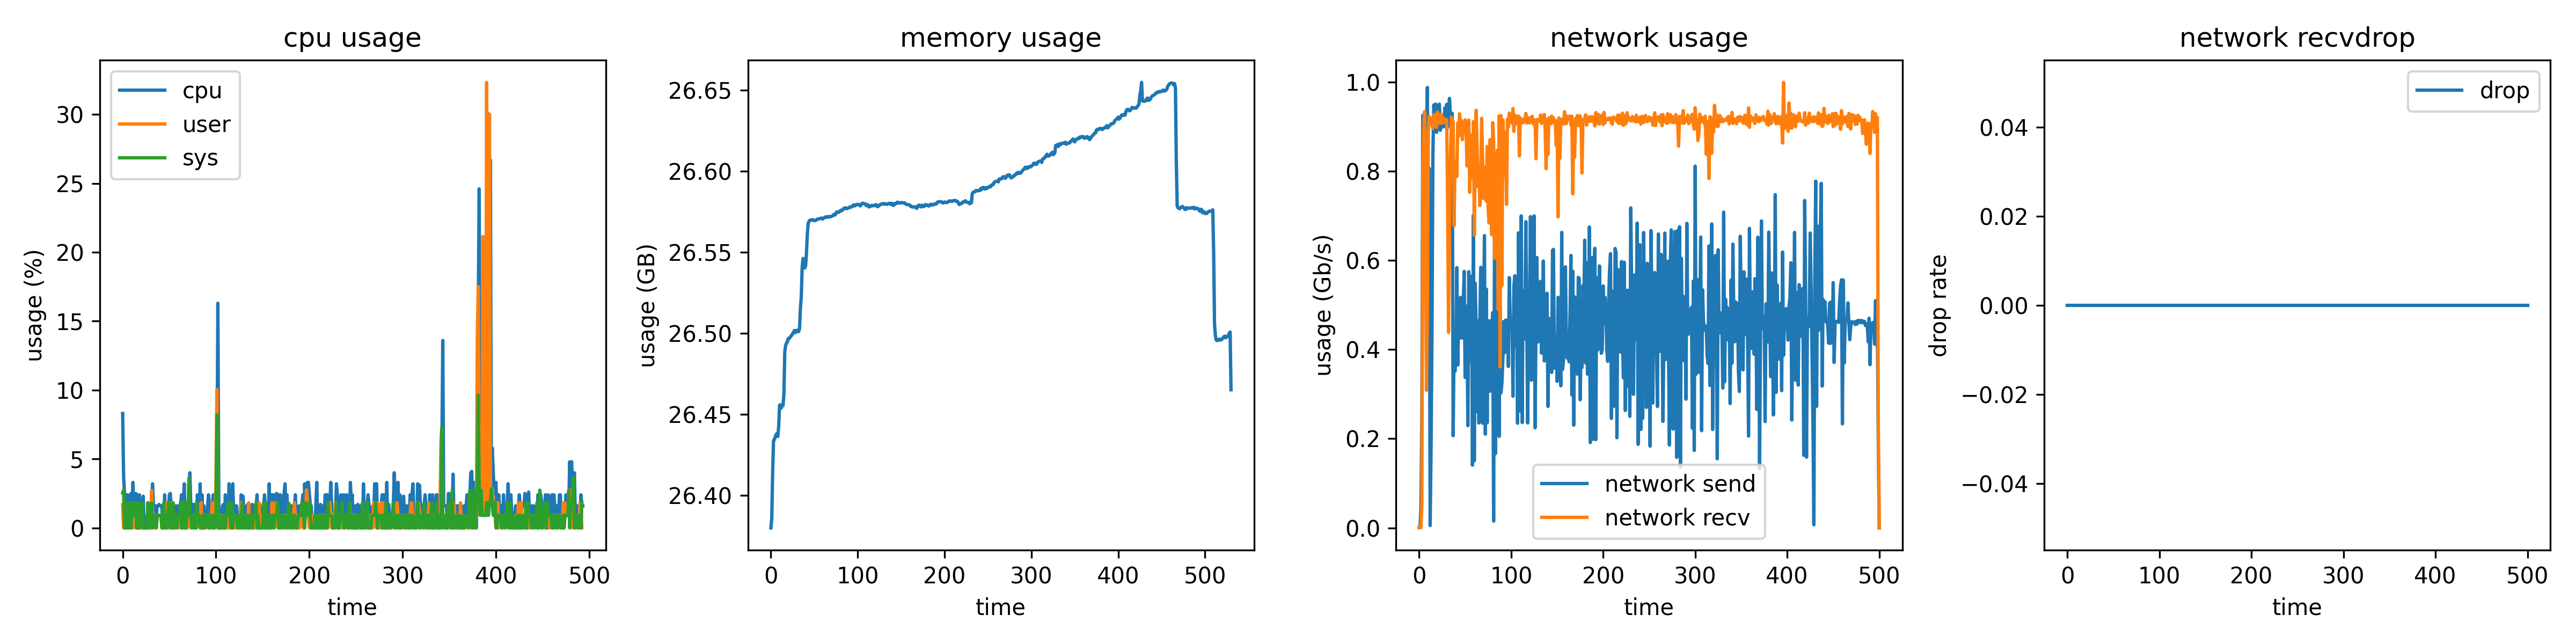 cpu usage
cpu
user
sys
30
25
20
15
10
5
0
usage (%)
0 100 200 300 400 500
time
memory usage
26.65
26.60
26.55
26.50
26.45
26.40
usage (GB)
0 100 200 300 400 500
time
network usage
1.0
0.8
0.6
0.4
0.2
0.0
usage (Gb/s)
network send
network recv
0 100 200 300 400 500
time
network recvdrop
drop
0.04
0.02
0.00
−0.02
−0.04
drop rate
0 100 200 300 400 500
time